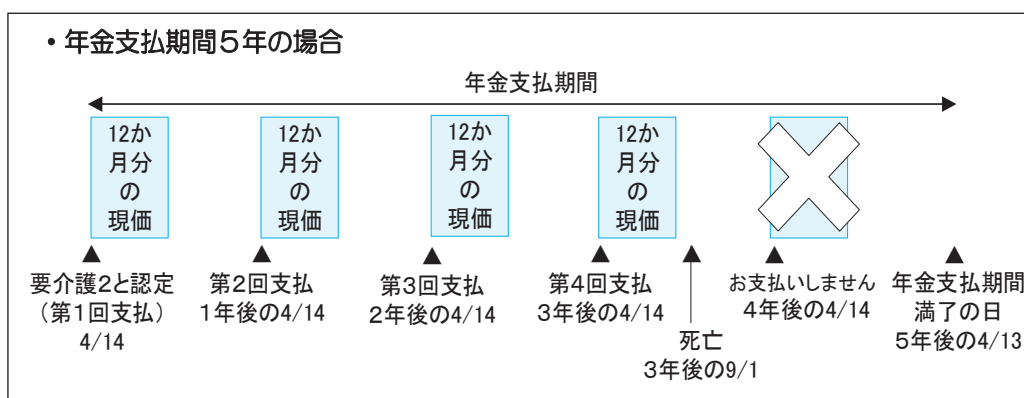 ・年金支払期間５年の場合
年金支払期間
12か
月分
の
現価
12か
月分
の
現価
12か
月分
の
現価
12か
月分
の
現価
要介護2と認定
（第1回支払）
4/14
第2回支払
1年後の4/14
第3回支払
2年後の4/14
第4回支払
3年後の4/14
死亡
3年後の9/1
お支払いしません
4年後の4/14
年金支払期間
満了の日
5年後の4/13